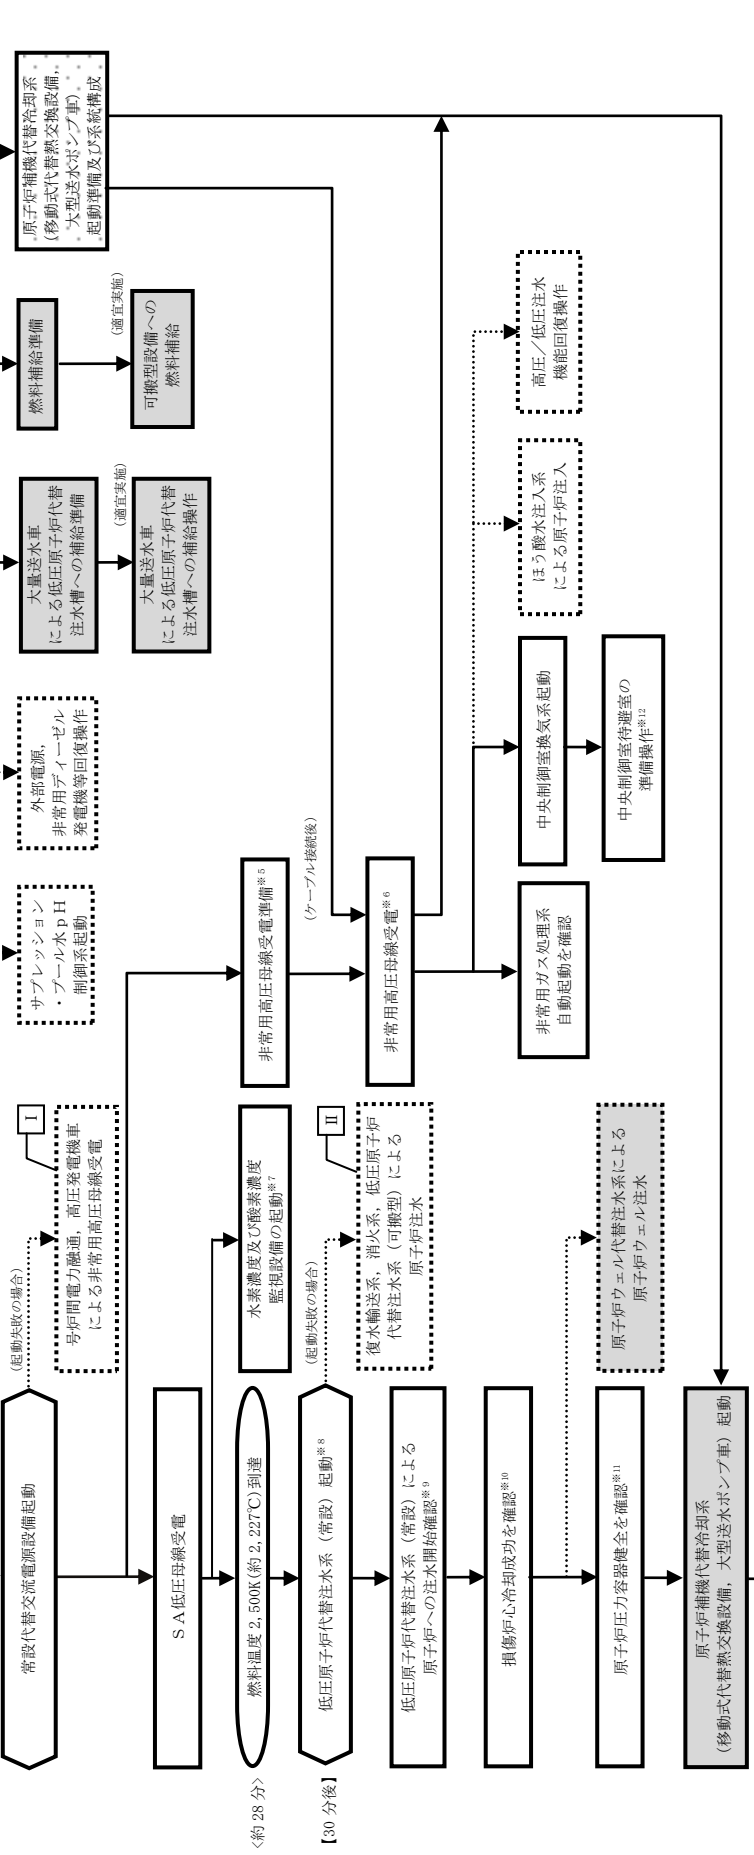 常設代替交流電源設備起動
(起動失敗の場合)
Ⅰ
号炉間電力融通，高圧発電機車
による非常用高圧母線受電
サプレッション
・プール水ｐＨ
制御系起動
外部電源，
非常用ディーゼル
発電機等回復操作
大量送水車
による低圧原子炉代替
注水槽への補給準備
(適宜実施)
大量送水車
による低圧原子炉代替
注水槽への補給操作
燃料補給準備
(適宜実施)
可搬型設備への
燃料補給
原子炉補機代替冷却系
(移動式代替熱交換設備，
大型送水ポンプ車)
起動準備及び系統構成
ＳＡ低圧母線受電
水素濃度及び酸素濃度
監視設備の起動※7
非常用高圧母線受電準備※5
(ケーブル接続後)
非常用高圧母線受電※6
<約 28 分>
燃料温度 2,500K(約 2,227℃)到達
【30 分後】
低圧原子炉代替注水系（常設）起動※8
(起動失敗の場合)
Ⅱ
復水輸送系，消火系，低圧原子炉
代替注水系（可搬型）による
原子炉注水
低圧原子炉代替注水系（常設）による
原子炉への注水開始確認※9
損傷炉心冷却成功を確認※10
非常用ガス処理系
自動起動を確認
中央制御室換気系起動
中央制御室待避室の
準備操作※12
ほう酸水注入系
による原子炉注入
高圧／低圧注水
機能回復操作
原子炉ウェル代替注水系による
原子炉ウェル注水
原子炉圧力容器健全を確認※11
原子炉補機代替冷却系
(移動式代替熱交換設備，大型送水ポンプ車）起動